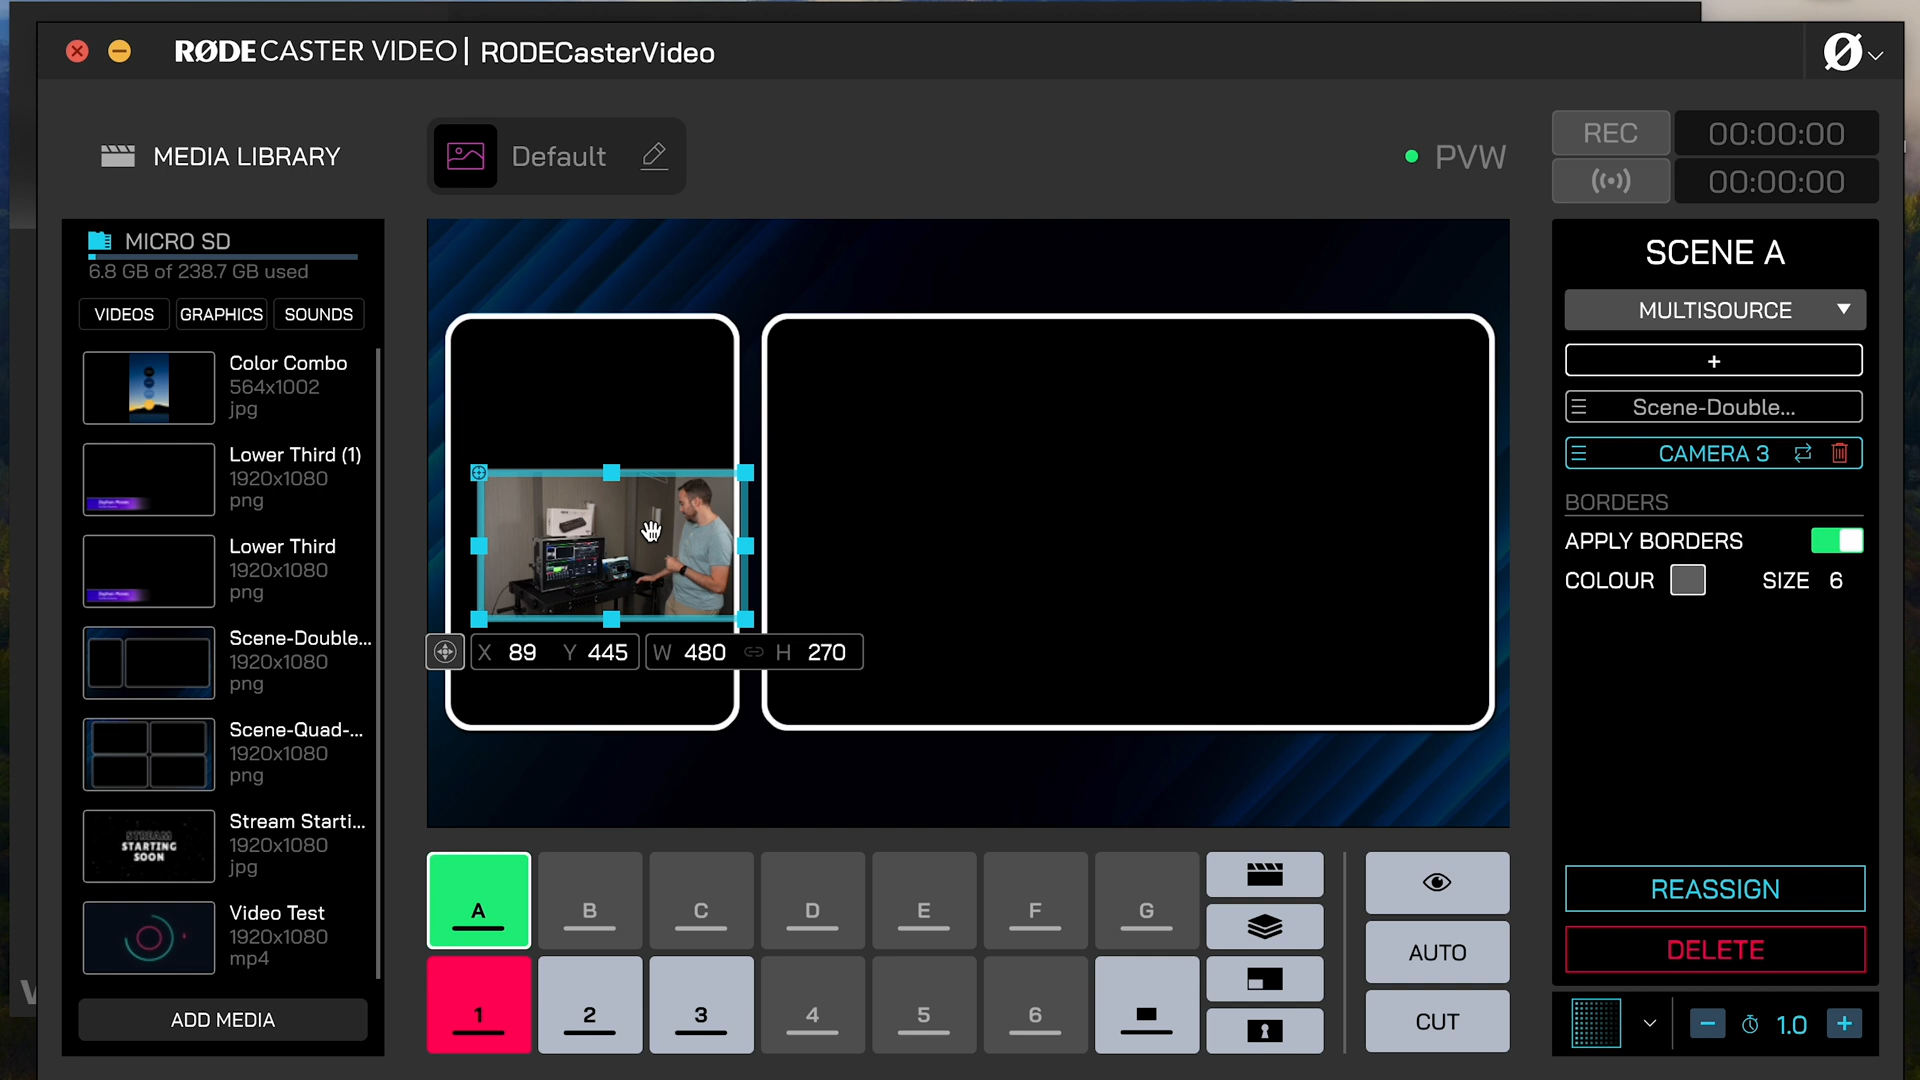 RØDECASTER VIDEO | RODECasterVideo
MEDIA LIBRARY
Default
PVW
REC 00:00:00
00:00:00
MICRO SD
6.8 GB of 238.7 GB used
VIDEOS GRAPHICS SOUNDS
Color Combo
564x1002
jpg
Lower Third (1)
1920x1080
png
Lower Third
1920x1080
png
Scene-Double...
1920x1080
png
Scene-Quad-...
1920x1080
png
STREAM
STARTING
SOON
Stream Starti...
1920x1080
jpg
Video Test
1920x1080
mp4
ADD MEDIA
X 89 Y 445 W 480 H 270
A B C D E F G
1 2 3 4 5 6
AUTO
CUT
SCENE A
MULTISOURCE
+
Scene-Double...
CAMERA 3
BORDERS
APPLY BORDERS
COLOUR SIZE 6
REASSIGN
DELETE
1.0